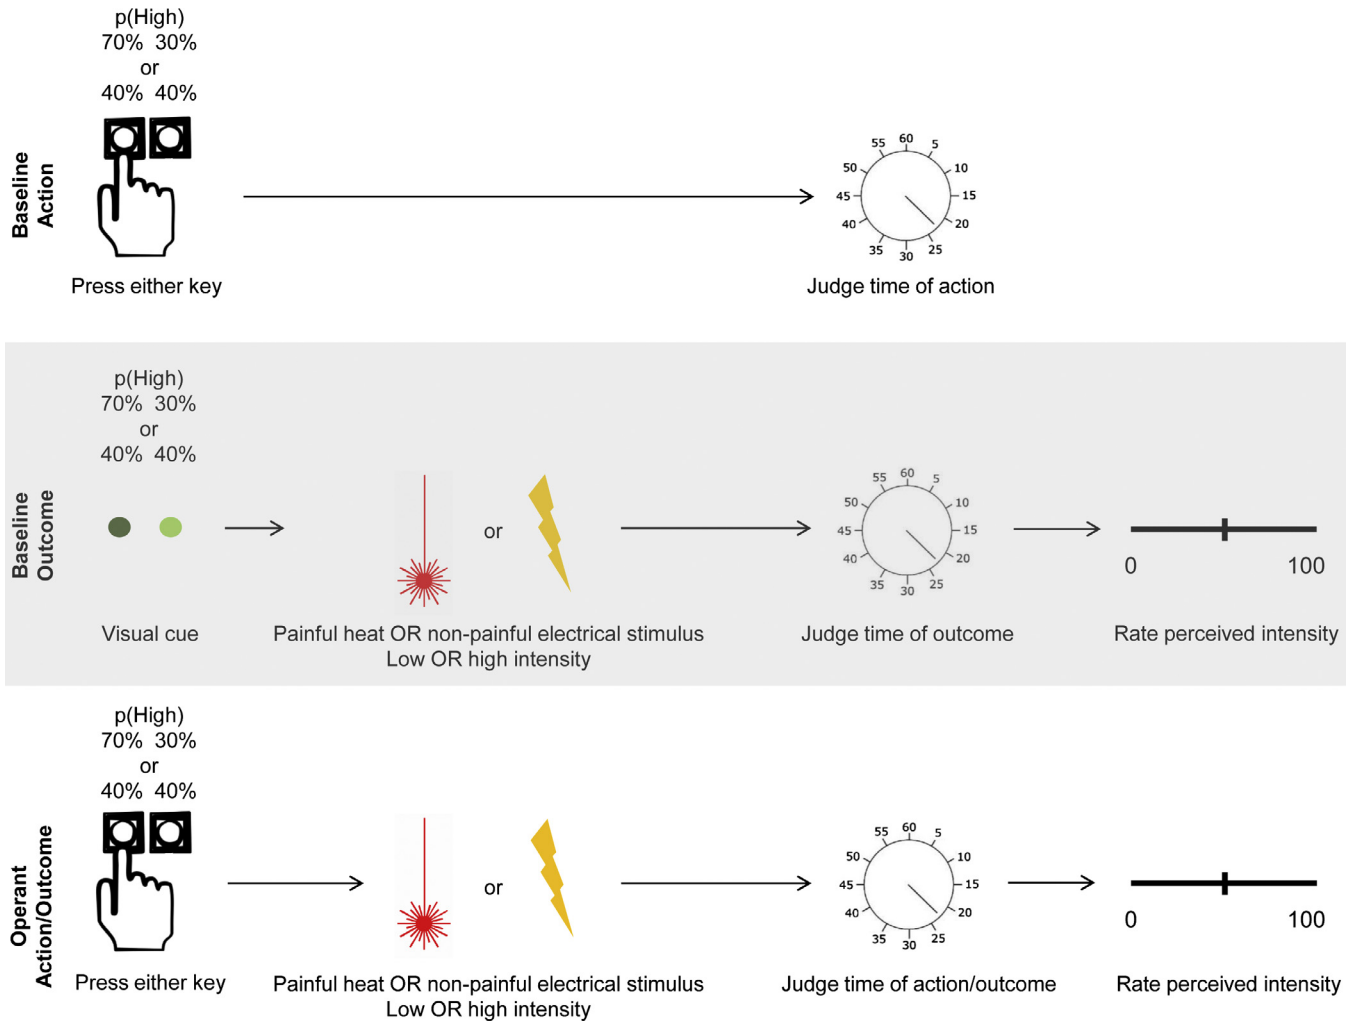 p(High)
70% 30%
or
40% 40%
Baseline
Action
60
5
10
15
20
25
30
35
40
45
50
55
Press either key
Judge time of action
p(High)
70% 30%
or
40% 40%
Baseline
Outcome
or
60
5
10
15
20
25
30
35
40
45
50
55
0 100
Visual cue
Painful heat OR non-painful electrical stimulus
Low OR high intensity
Judge time of outcome
Rate perceived intensity
p(High)
70% 30%
or
40% 40%
Operant
Action/Outcome
or
60
5
10
15
20
25
30
35
40
45
50
55
0 100
Press either key
Painful heat OR non-painful electrical stimulus
Low OR high intensity
Judge time of action/outcome
Rate perceived intensity